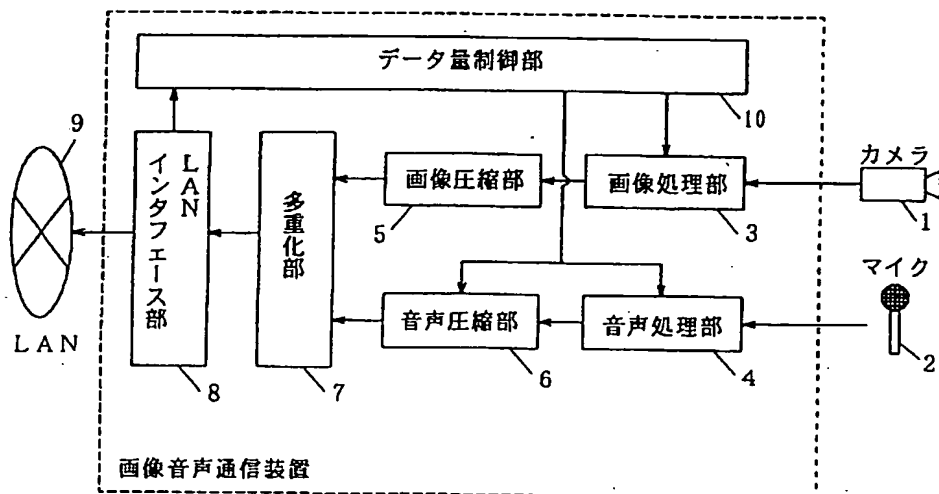 データ量制御部
10
9
LAN
インタフェース部
多重化部
画像圧縮部
画像処理部
カメラ
5
3
1
マイク
音声圧縮部
音声処理部
LAN
8
7
6
4
2
画像音声通信装置